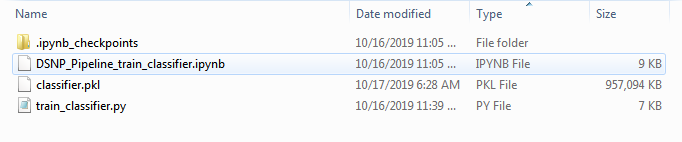 Name Date modified Type Size
.ipynb_checkpoints 10/16/2019 11:05 ... File folder
DSNP_Pipeline_train_classifier.ipynb 10/16/2019 11:05 ... IPYNB File 9 KB
classifier.pkl 10/17/2019 6:28 AM PKL File 957,094 KB
train_classifier.py 10/16/2019 11:39 ... PY File 7 KB